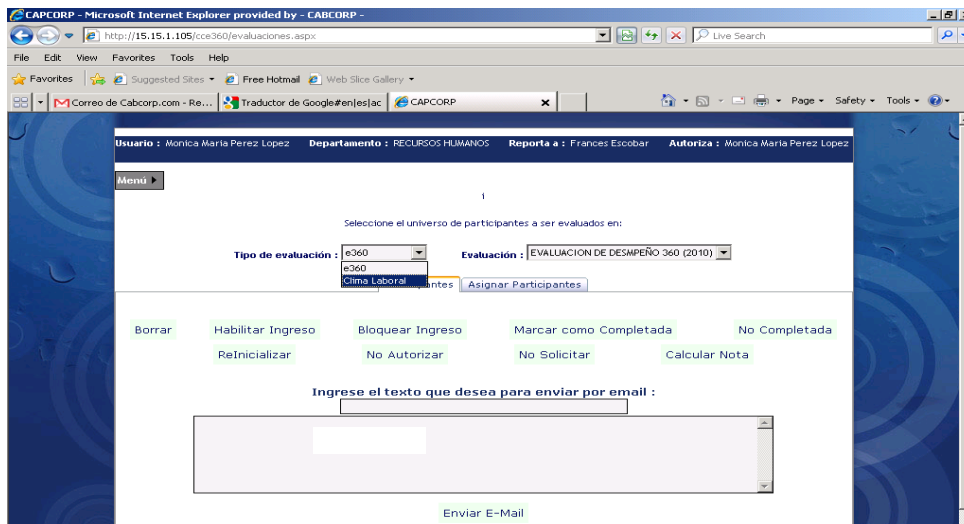 CAPCORP - Microsoft Internet Explorer provided by - CABCORP -
http://15.15.1.105/cce360/evaluaciones.aspx
Live Search
File Edit View Favorites Tools Help
Favorites Suggested Sites Free Hotmail Web Slice Gallery
Correo de Cabcorp.com - Re... Traductor de Google#en|es|ac CAPCORP Page Safety Tools
Usuario : Monica Maria Perez Lopez Departamento : RECURSOS HUMANOS Reporta a : Frances Escobar Autoriza : Monica Maria Perez Lopez
Menú
1
Seleccione el universo de participantes a ser evaluados en:
Tipo de evaluación : e360 Evaluación : EVALUACION DE DESMPEÑO 360 (2010)
e360
Clima Laboral
antes Asignar Participantes
Borrar Habilitar Ingreso Bloquear Ingreso Marcar como Completada No Completada
ReInicializar No Autorizar No Solicitar Calcular Nota
Ingrese el texto que desea para enviar por email :
Enviar E-Mail